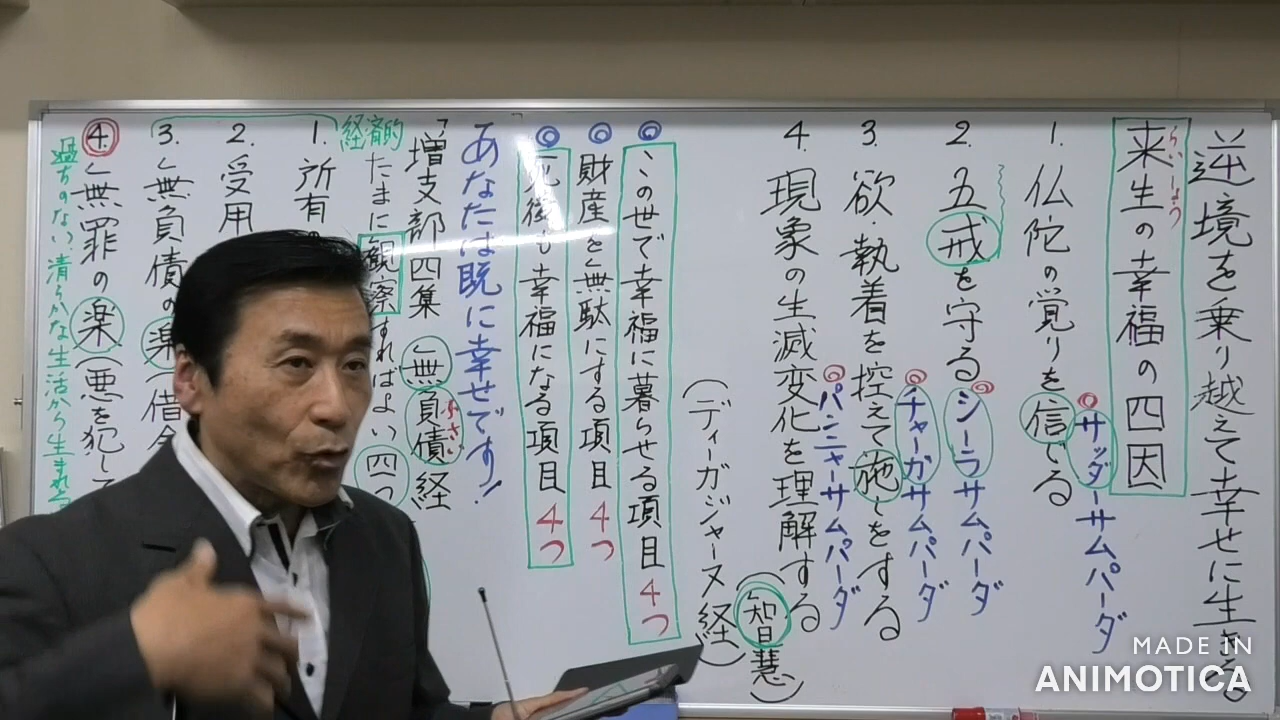 逆境を乗り越えて幸せに生きる。
らいしょう
来生の幸福の四因
1. 仏陀の覚りを信じる
サッダーサムパーダ
2. 五戒を守る
シーラサムパーダ
3. 欲・執着を控えて施しをする
チャーガサムパーダ
4. 現象の生滅変化を理解する
パンニャーサムパーダ
(智慧)
(ディーガジャーヌ経)
この世で幸福に暮らせる項目 4つ
財産を無駄にする項目 4つ
死後も幸福になる項目 4つ
あなたは既に幸せです!
「増支部四集 無負債経
ふさい
たまに観察すればよい 四つ
経済的
1. 所有
2. 受用
3. 無負債の楽(借金
4. 無罪の楽(悪を犯して
過ちのない、清らかな生活から生まれる
MADE IN
ANIMOTICA